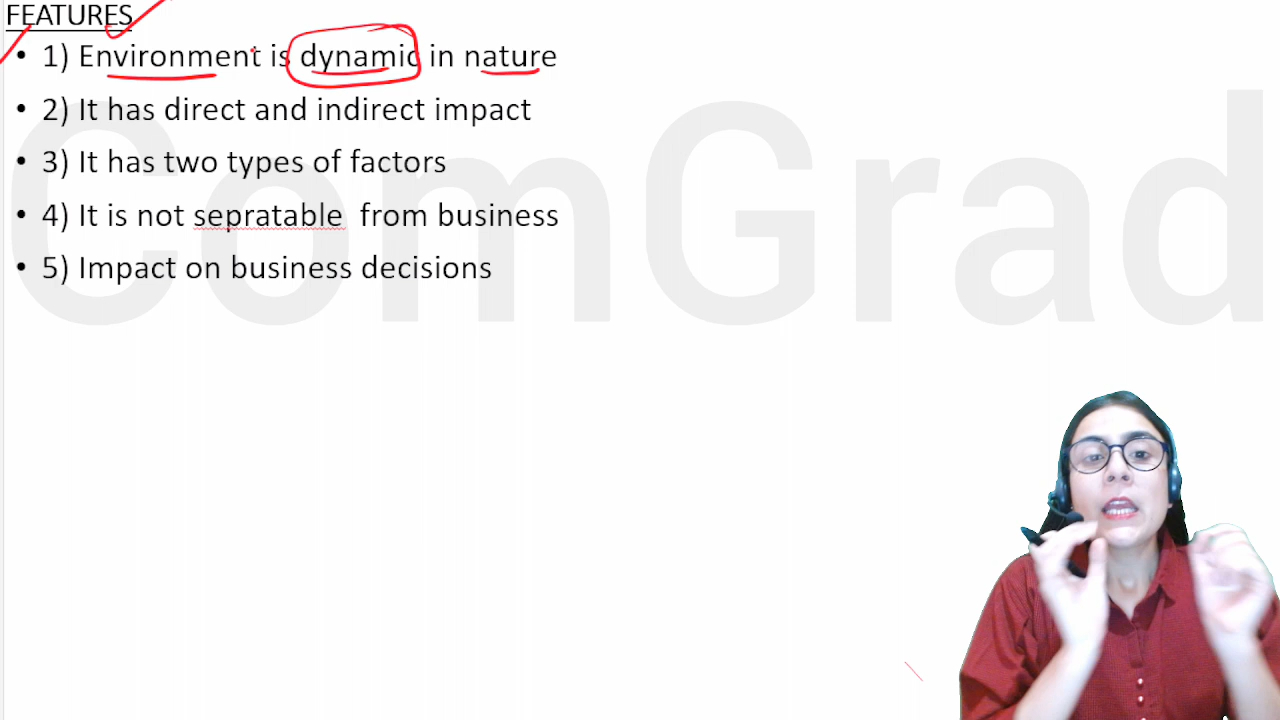 FEATURES
• 1) Environment is dynamic in nature
• 2) It has direct and indirect impact
• 3) It has two types of factors
• 4) It is not sepratable from business
• 5) Impact on business decisions
ComGrad